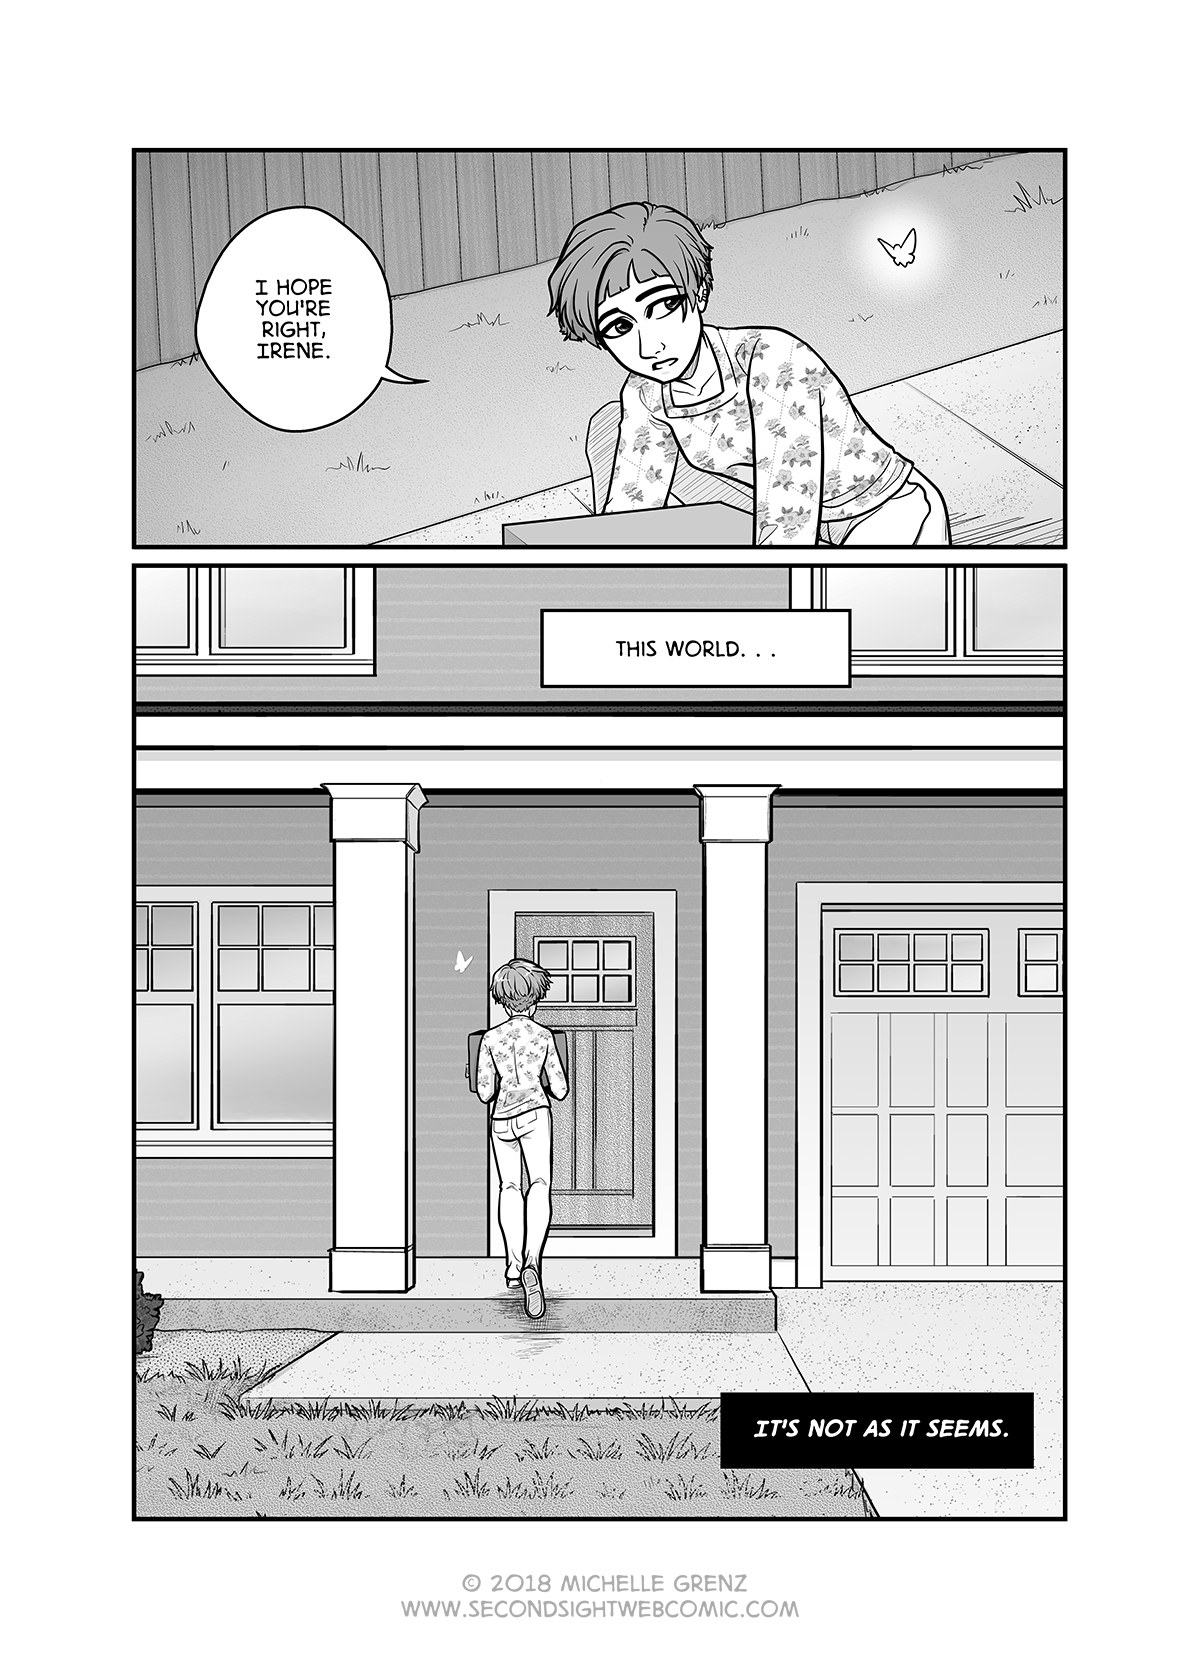 I HOPE
YOU'RE
RIGHT,
IRENE.
THIS WORLD. . .
IT'S NOT AS IT SEEMS.
© 2018 MICHELLE GRENZ
WWW.SECONDSIGHTWEBCOMIC.COM